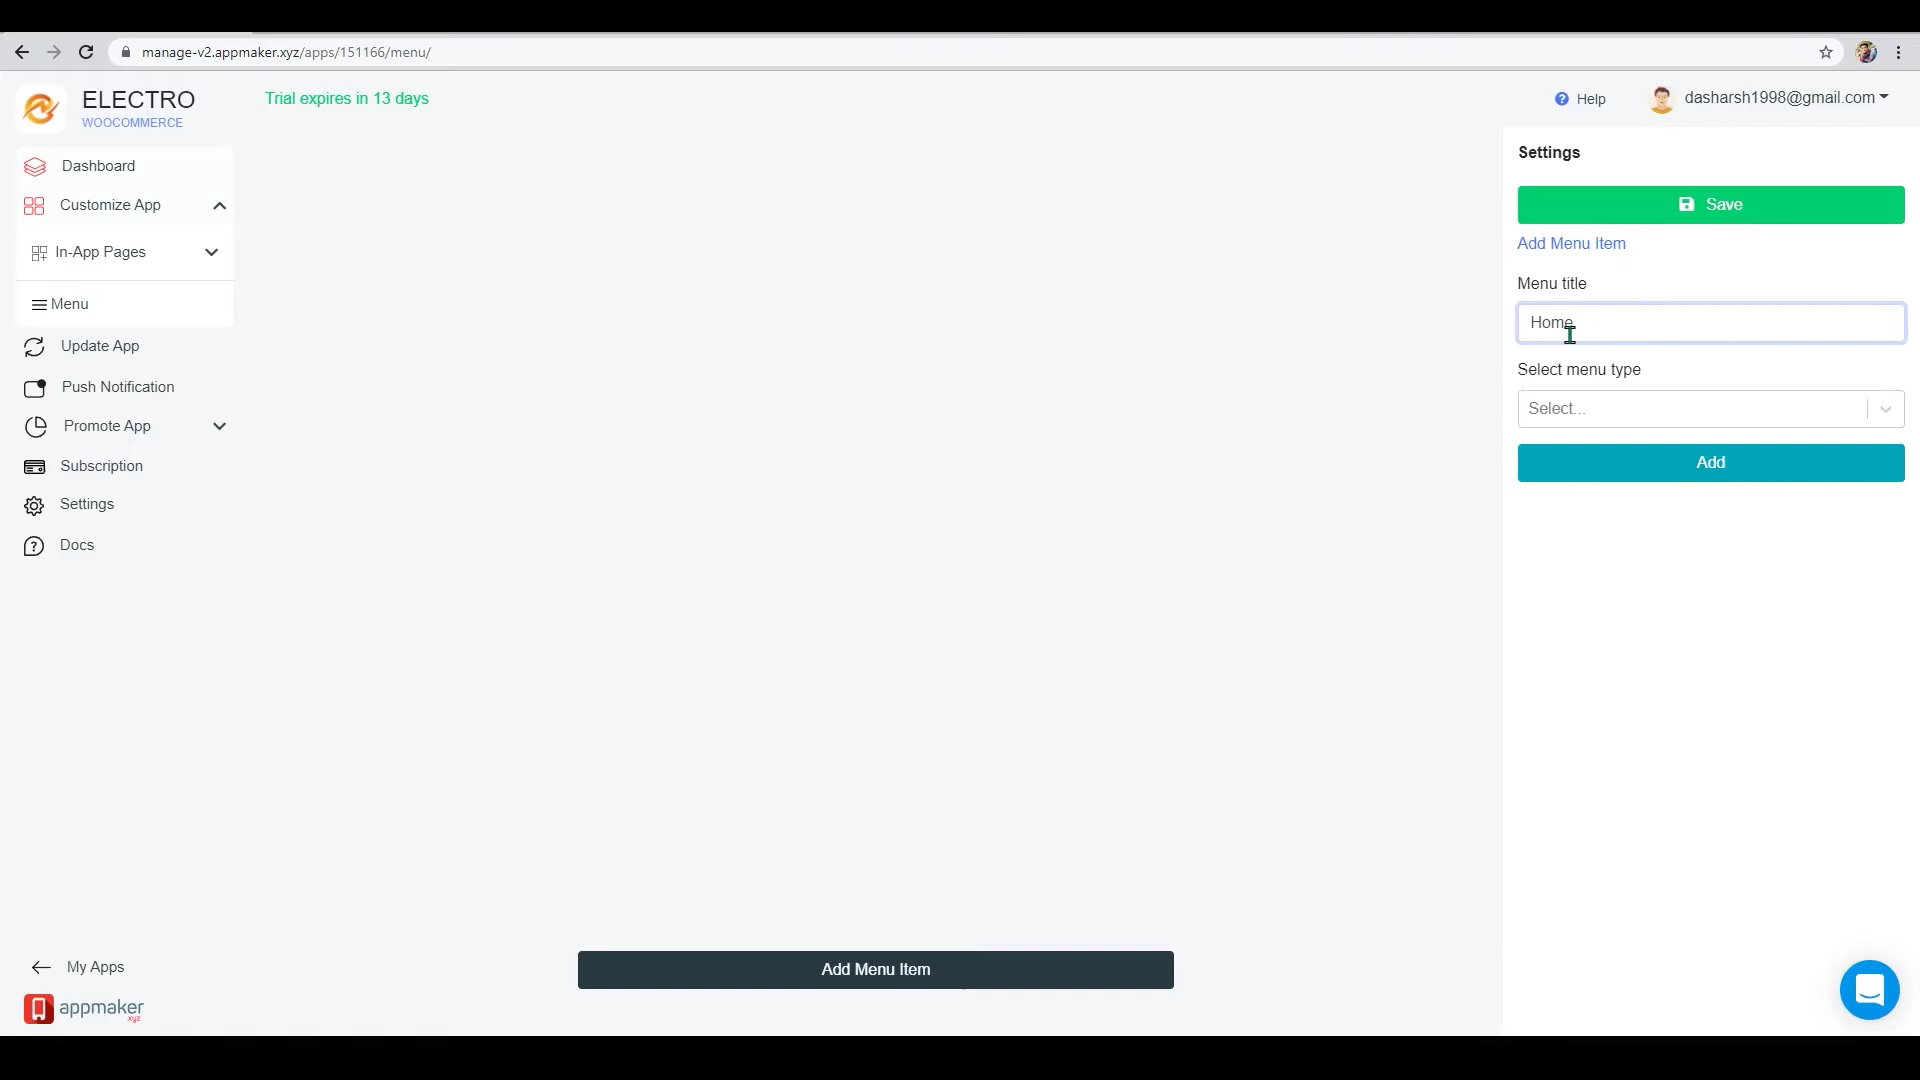 manage-v2.appmaker.xyz/apps/151166/menu/
ELECTRO
WOOCOMMERCE
Trial expires in 13 days
Help
dasharsh1998@gmail.com
Dashboard
Customize App
In-App Pages
Menu
Update App
Push Notification
Promote App
Subscription
Settings
Docs
My Apps
appmaker
xyz
Add Menu Item
Settings
Save
Add Menu Item
Menu title
Home
Select menu type
Select...
Add